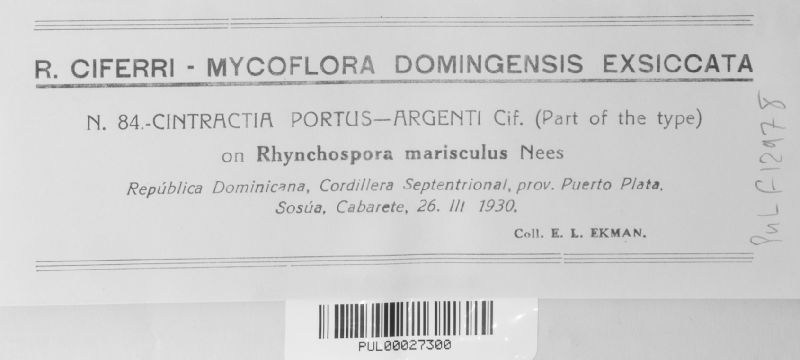 R. CIFERRI - MYCOFLORA DOMINGENSIS EXSICCATA
N. 84.-CINTRACTIA PORTUS—ARGENTI Cif. (Part of the type)
on Rhynchospora marisculus Nees
República Dominicana, Cordillera Septentrional, prov. Puerto Plata.
Sosúa, Cabarete, 26. III 1930.
Coll. E. L. EKMAN.
PUL F12978
PUL00027300